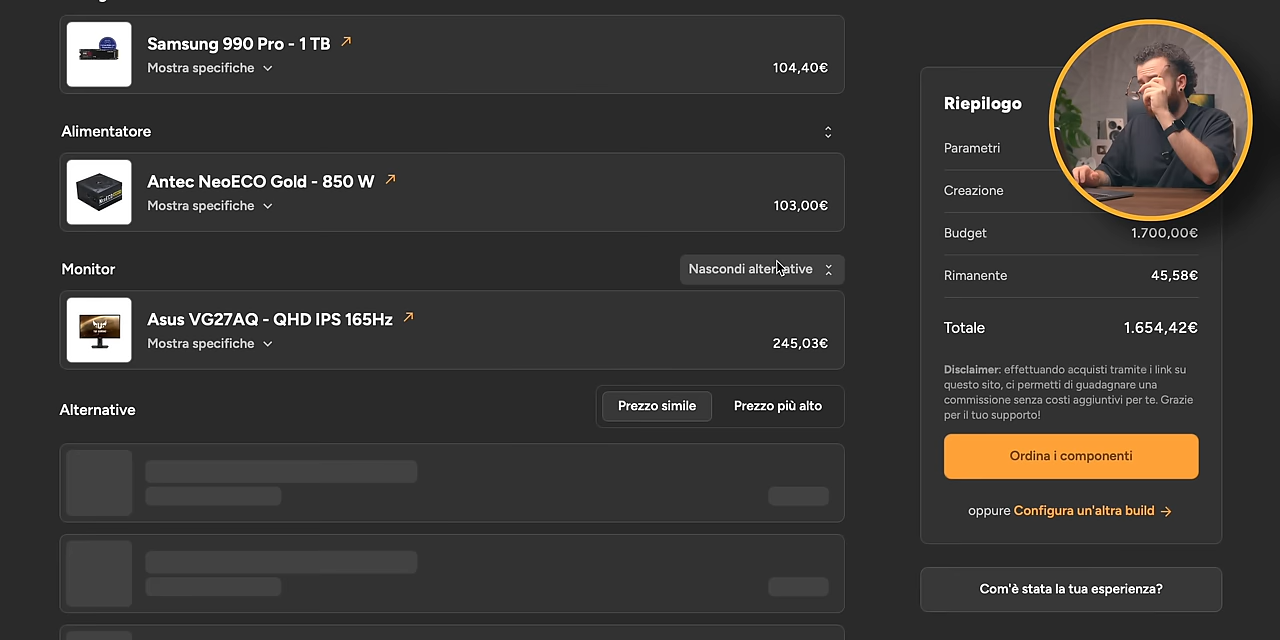 Samsung 990 Pro - 1 TB
Mostra specifiche
104,40€
Alimentatore
Antec NeoECO Gold - 850 W
Mostra specifiche
103,00€
Monitor
Nascondi alternative
Asus VG27AQ - QHD IPS 165Hz
Mostra specifiche
245,03€
Alternative
Prezzo simile
Prezzo più alto
Riepilogo
Parametri
Creazione
Budget
1.700,00€
Rimanente
45,58€
Totale
1.654,42€
Disclaimer: effettuando acquisti tramite i link su
questo sito, ci permetti di guadagnare una
commissione senza costi aggiuntivi per te. Grazie
per il tuo supporto!
Ordina i componenti
oppure Configura un'altra build →
Com'è stata la tua esperienza?